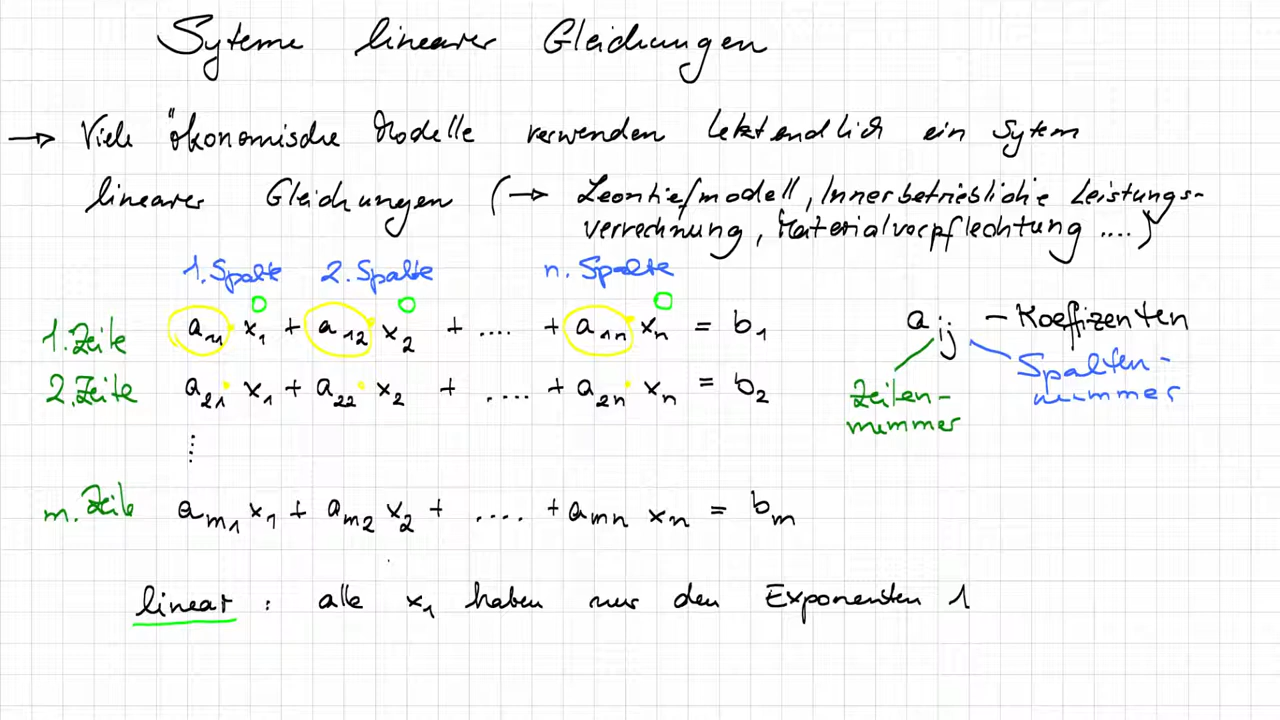 Syteme linearer Gleichungen
→ Viele ökonomische Modelle verwenden letztendlich ein Sytem
linearer Gleichungen (→ Leontiefmodell, Innerbetriebliche Leistungs-
verrechnung, Materialverpflechtung ....)
1. Spalte 2. Spalte n. Spalte
1. Zeile a₁₁ · x₁ + a₁₂ · x₂ + .... + a₁ₙ · xₙ = b₁
aᵢⱼ – Koeffizenten
2. Zeile a₂₁ · x₁ + a₂₂ · x₂ + .... + a₂ₙ · xₙ = b₂
Zeilen-
nummer
Spalten-
nummer
⋮
m. Zeile aₘ₁ x₁ + aₘ₂ x₂ + .... + aₘₙ xₙ = bₘ
linear : alle x₁ haben nur den Exponenten 1